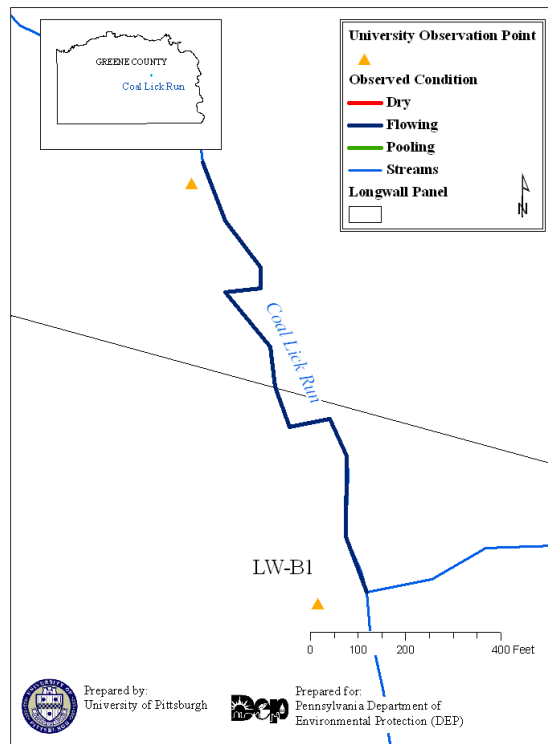 GREENE COUNTY
Coal Lick Run
University Observation Point
Observed Condition
Dry
Flowing
Pooling
Streams
Longwall Panel
N
Coal Lick Run
LW-B1
0 100 200 400 Feet
Prepared by:
University of Pittsburgh
Dep
Prepared for:
Pennsylvania Department of
Environmental Protection (DEP)